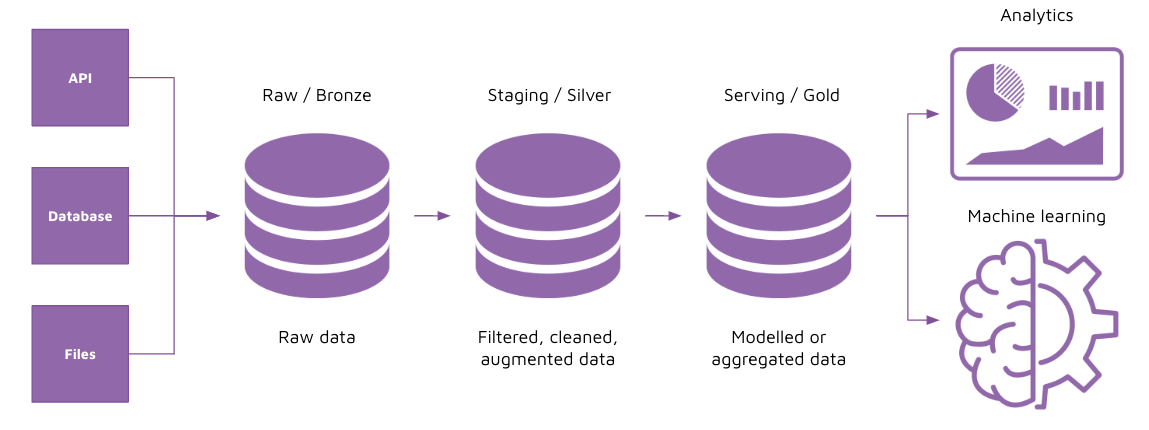 API
Database
Files
Raw / Bronze
Raw data
Staging / Silver
Filtered, cleaned,
augmented data
Serving / Gold
Modelled or
aggregated data
Analytics
Machine learning